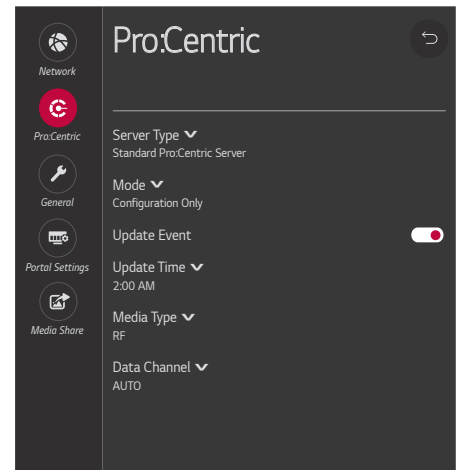 Pro:Centric
Network
Pro:Centric
General
Portal Settings
Media Share
Server Type
Standard Pro:Centric Server
Mode
Configuration Only
Update Event
Update Time
2:00 AM
Media Type
RF
Data Channel
AUTO